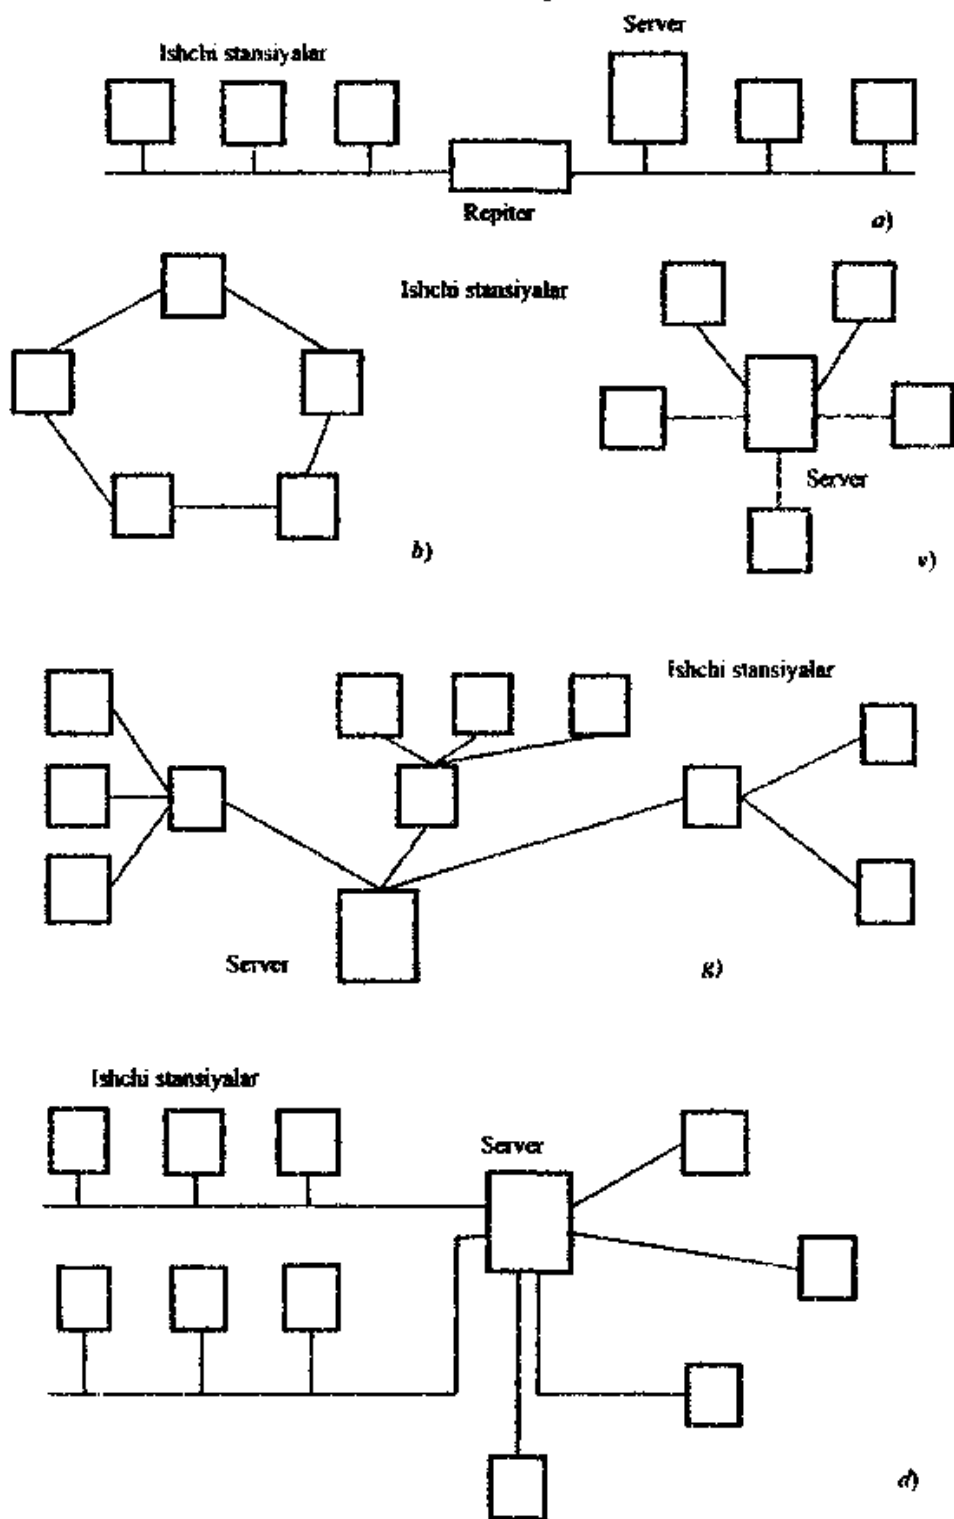 Server
Ishchi stansiyalar
Repiter
a)
Ishchi stansiyalar
Server
b)
v)
Ishchi stansiyalar
Server
g)
Ishchi stansiyalar
Server
d)